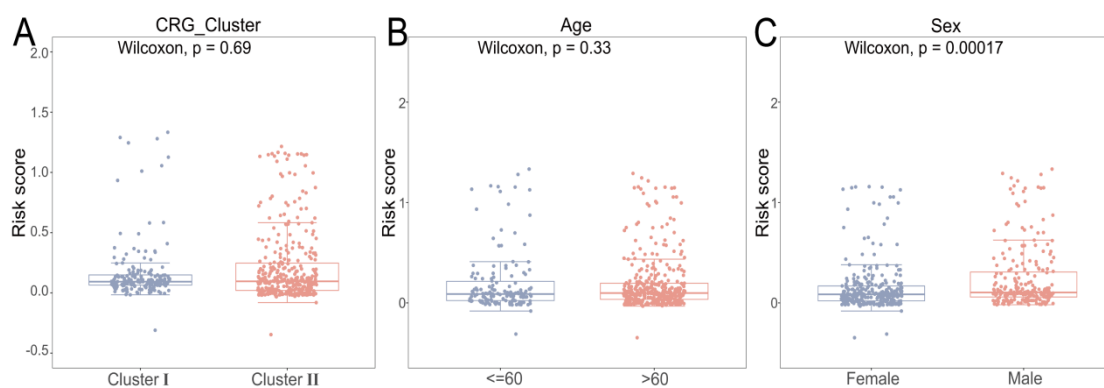 A
CRG_Cluster
Wilcoxon, p = 0.69
Risk score
2.0
1.5
1.0
0.5
0.0
-0.5
Cluster I
Cluster II
B
Age
Wilcoxon, p = 0.33
Risk score
2
1
0
<=60
>60
C
Sex
Wilcoxon, p = 0.00017
Risk score
2
1
0
Female
Male